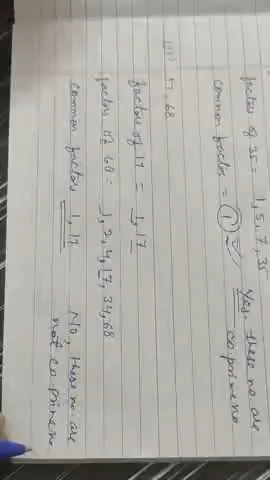 factors of 35 = 1, 5, 7, 35
common factor = 1 Yes, these no are
co prime no
17, 68
factors of 17 = 1, 17
factors of 68 = 1, 2, 4, 17, 34, 68
common factors 1, 17 No, these no are
not co prime n